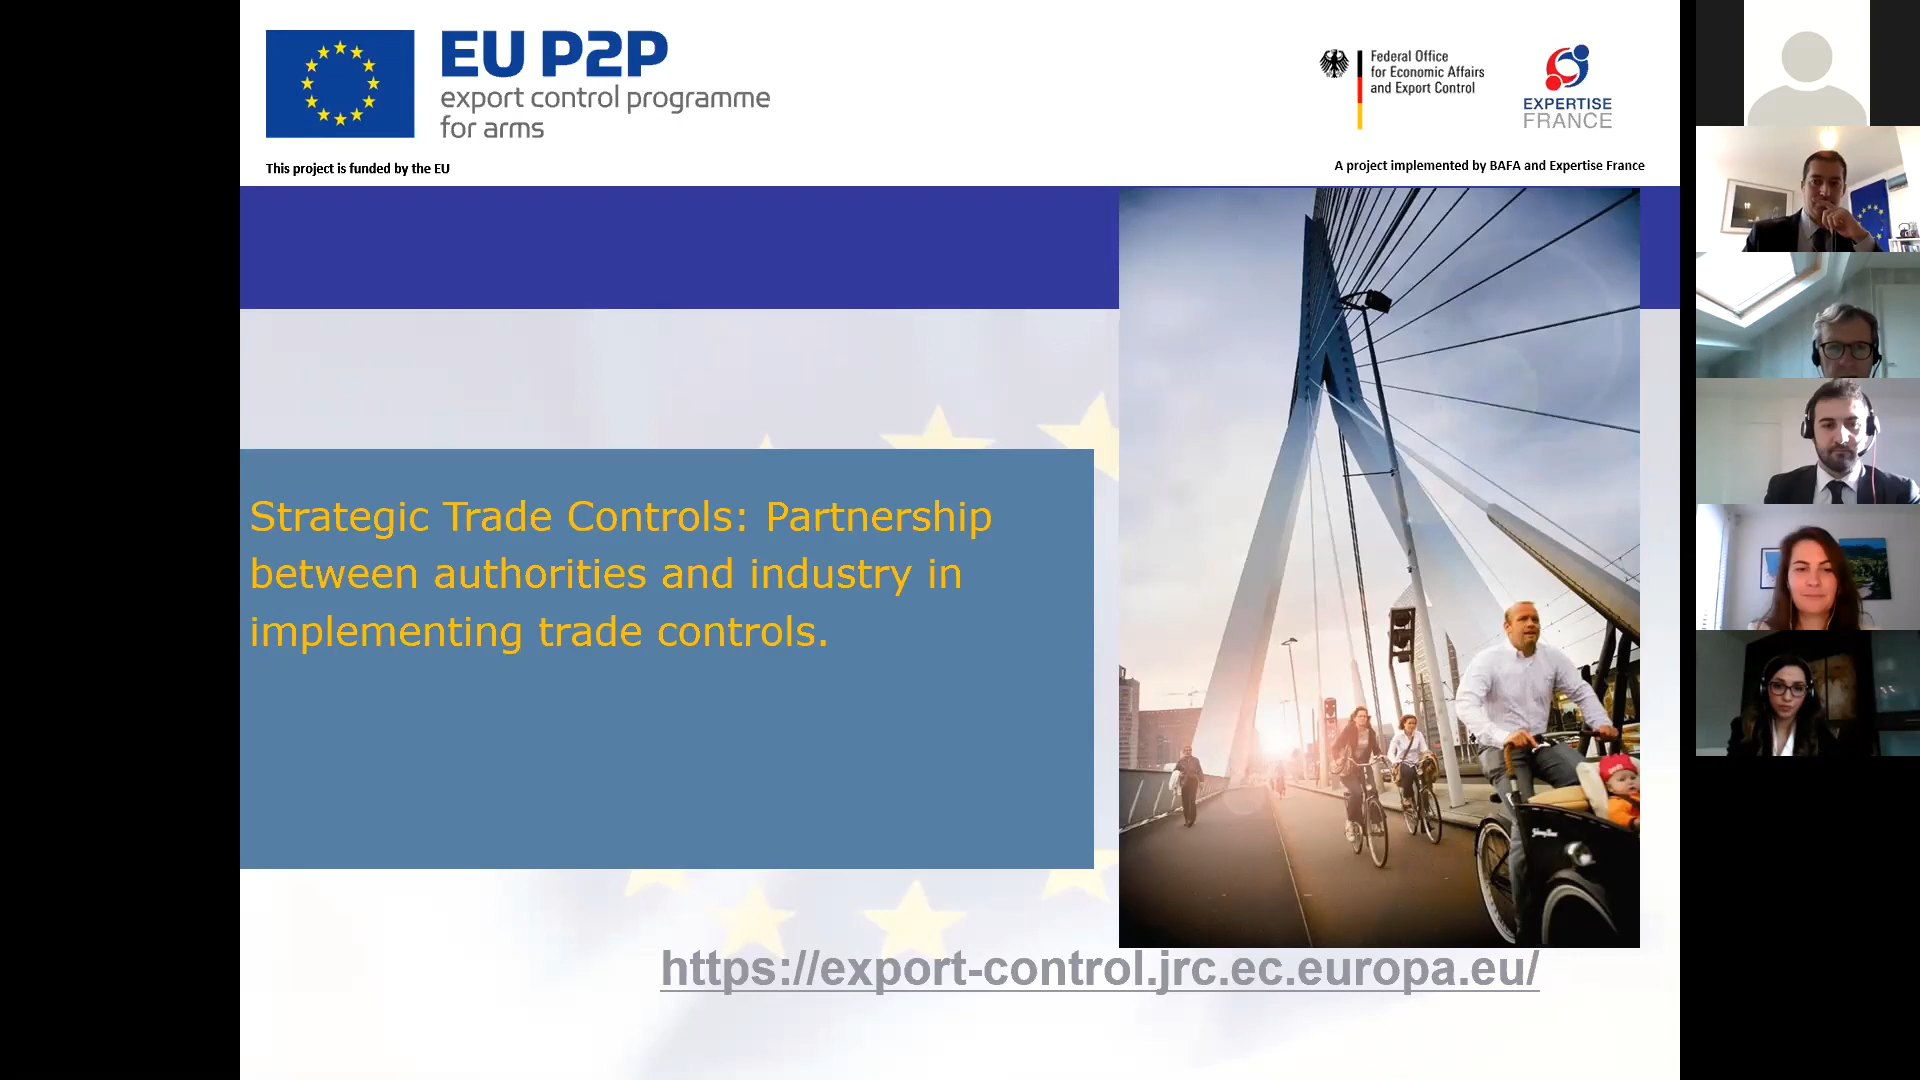 EU P2P
export control programme
for arms
This project is funded by the EU
Federal Office
for Economic Affairs
and Export Control
EXPERTISE
FRANCE
A project implemented by BAFA and Expertise France
Strategic Trade Controls: Partnership
between authorities and industry in
implementing trade controls.
https://export-control.jrc.ec.europa.eu/